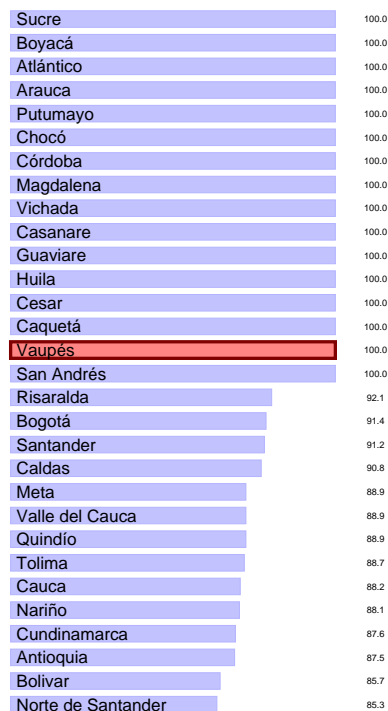 Sucre 100.0
Boyacá 100.0
Atlántico 100.0
Arauca 100.0
Putumayo 100.0
Chocó 100.0
Córdoba 100.0
Magdalena 100.0
Vichada 100.0
Casanare 100.0
Guaviare 100.0
Huila 100.0
Cesar 100.0
Caquetá 100.0
Vaupés 100.0
San Andrés 100.0
Risaralda 92.1
Bogotá 91.4
Santander 91.2
Caldas 90.8
Meta 88.9
Valle del Cauca 88.9
Quindío 88.9
Tolima 88.7
Cauca 88.2
Nariño 88.1
Cundinamarca 87.6
Antioquia 87.5
Bolivar 85.7
Norte de Santander 85.3